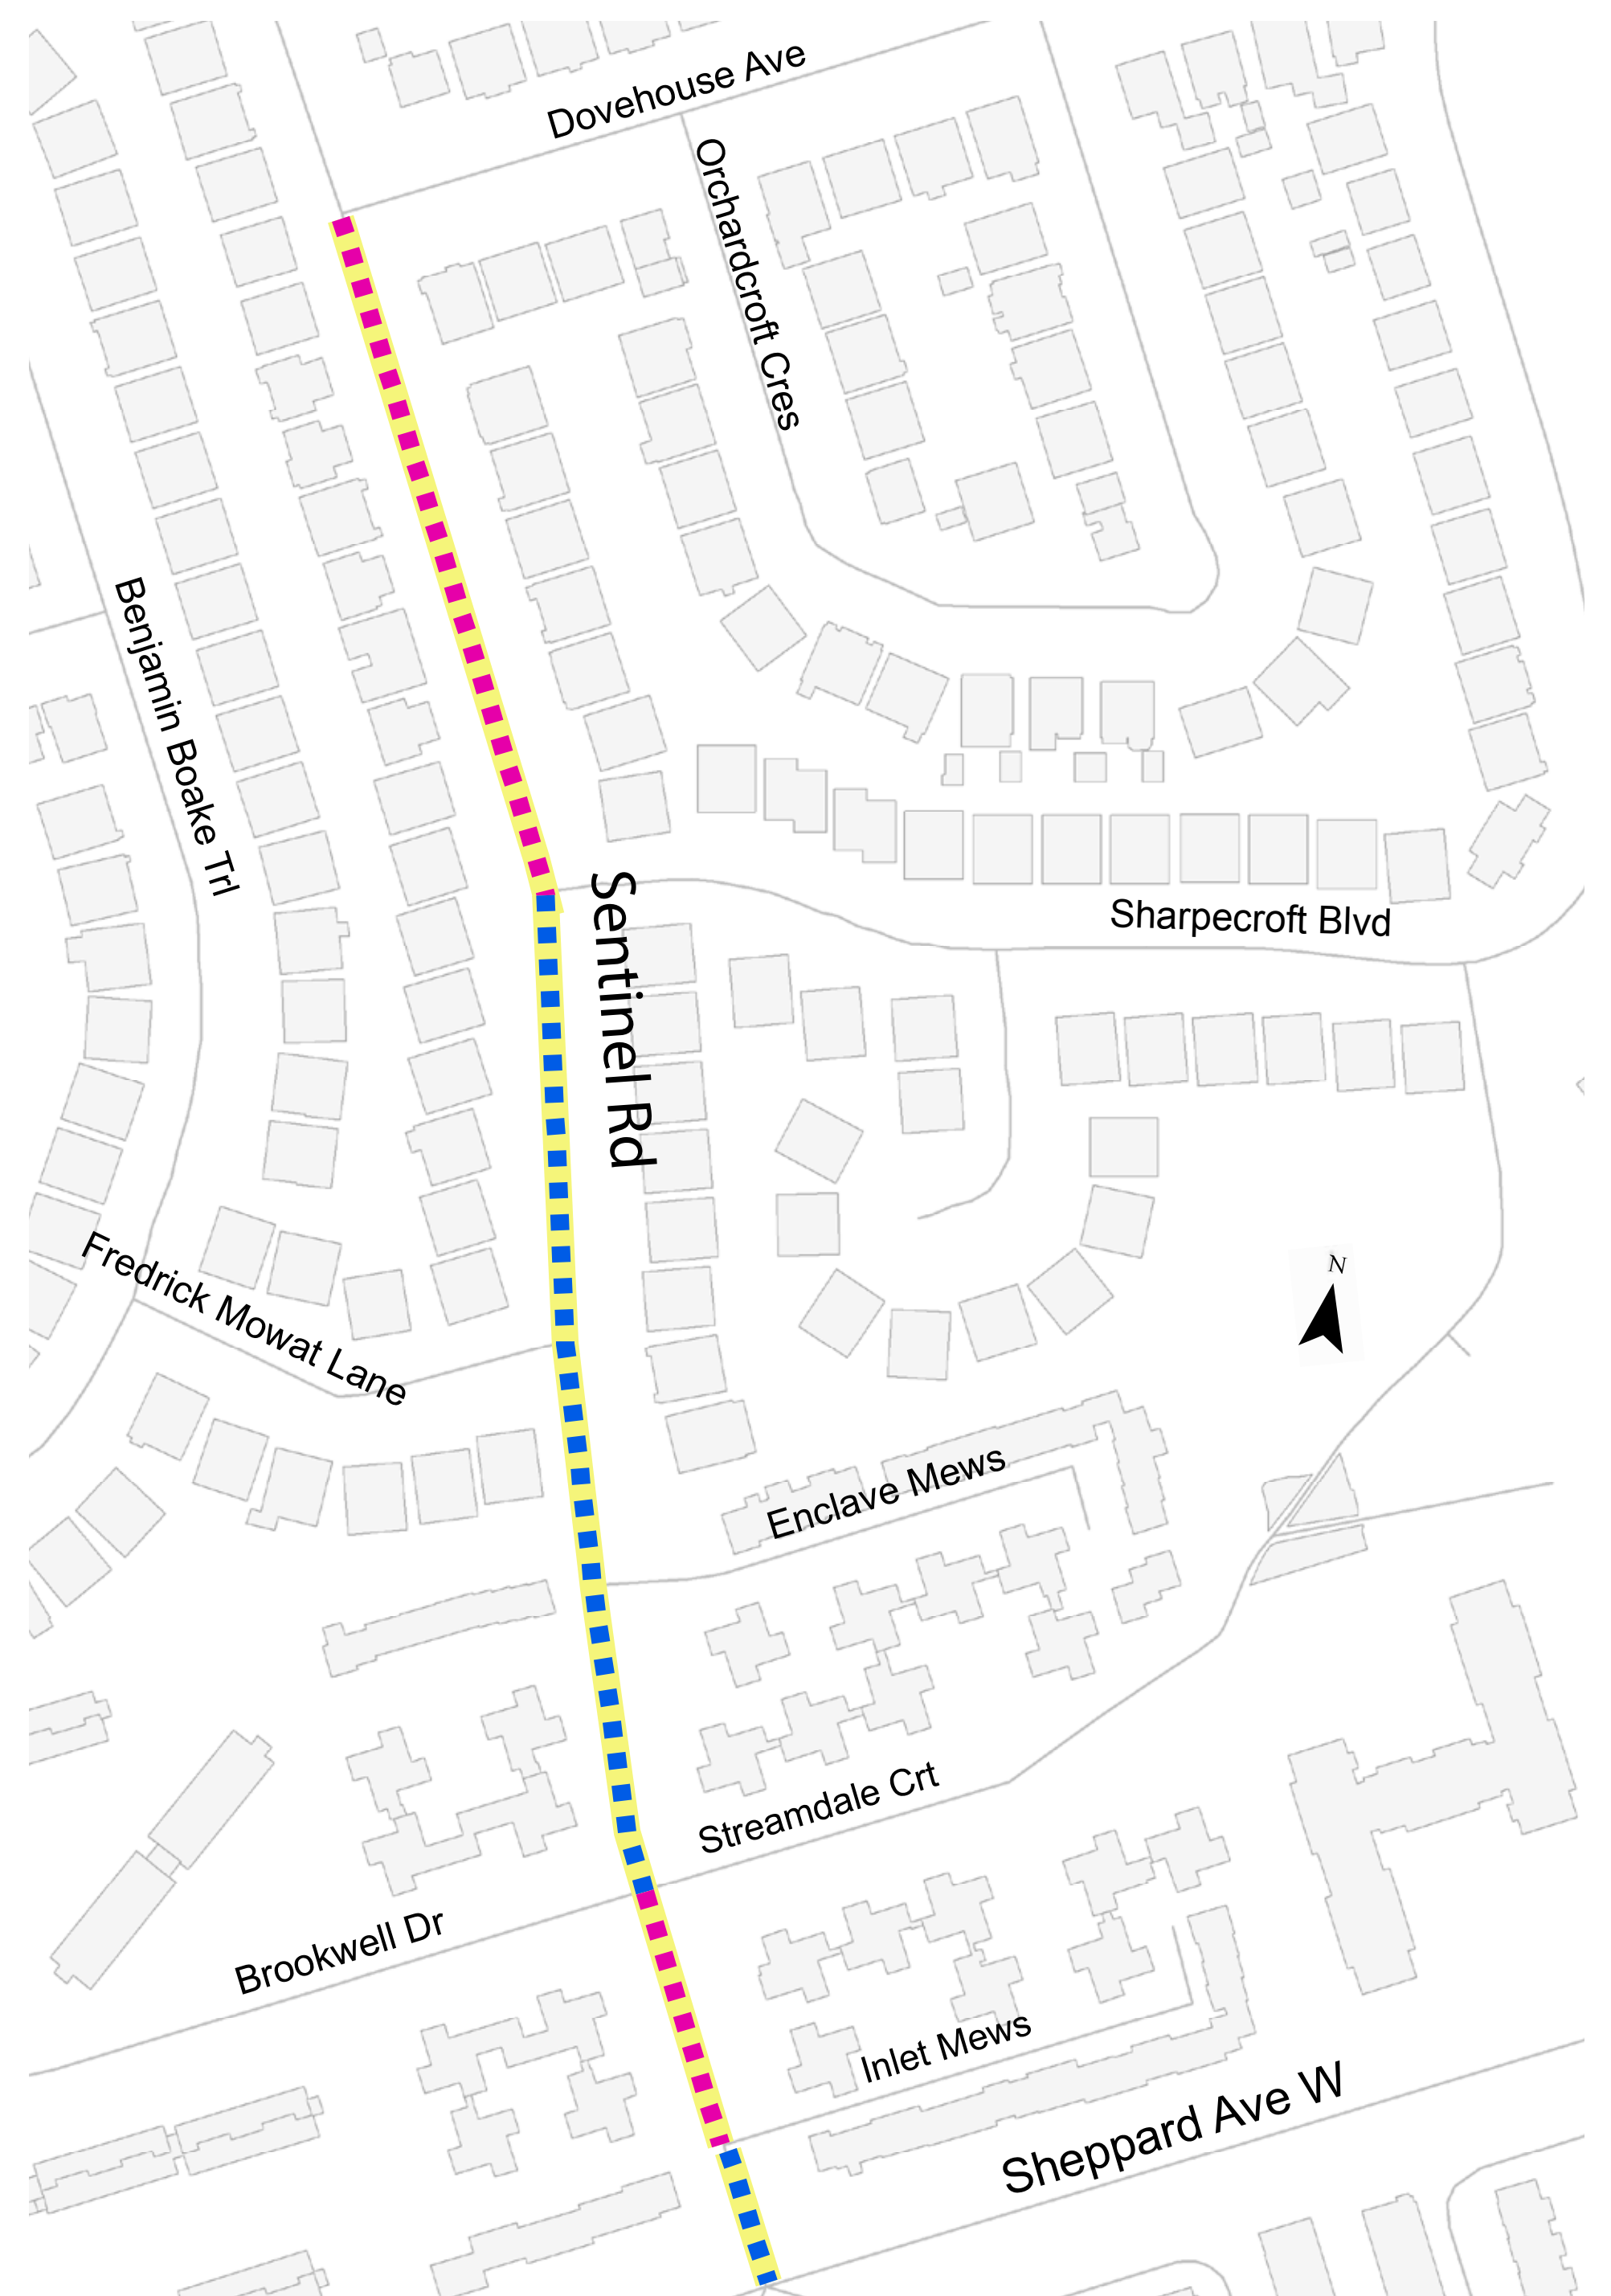 Dovehouse Ave
Orchardcroft Cres
Benjamin Boake Trl
Sentinel Rd
Sharpecroft Blvd
Fredrick Mowat Lane
N
Enclave Mews
Streamdale Crt
Brookwell Dr
Inlet Mews
Sheppard Ave W